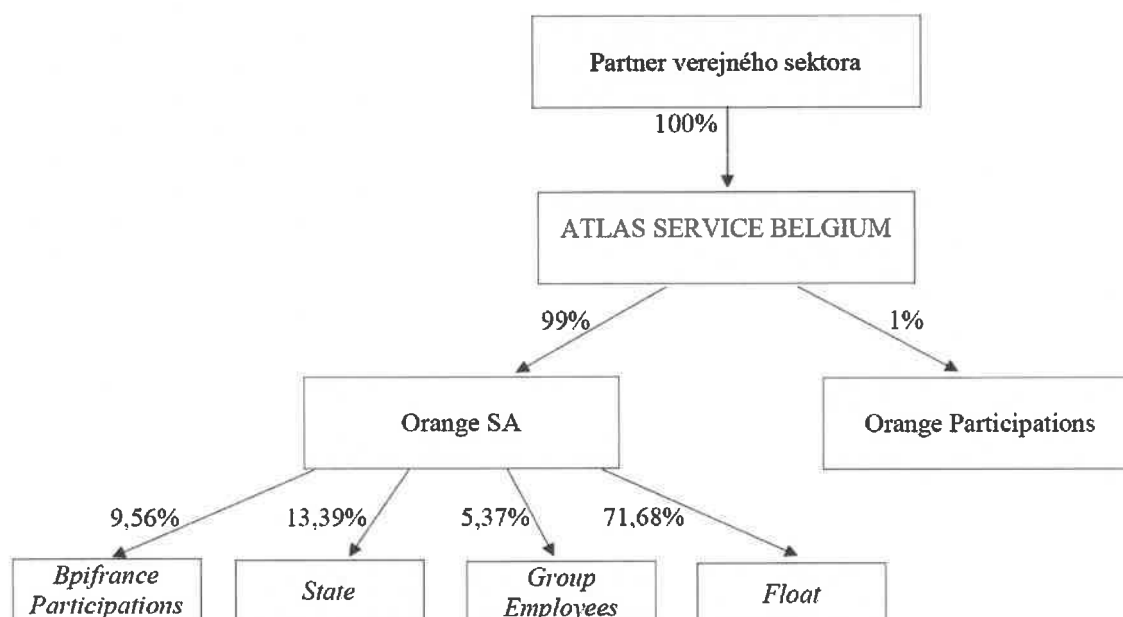 Partner verejného sektora
100%
ATLAS SERVICE BELGIUM
99%
1%
Orange SA
Orange Participations
9,56%
13,39%
5,37%
71,68%
Bpifrance
Participations
State
Group
Employees
Float